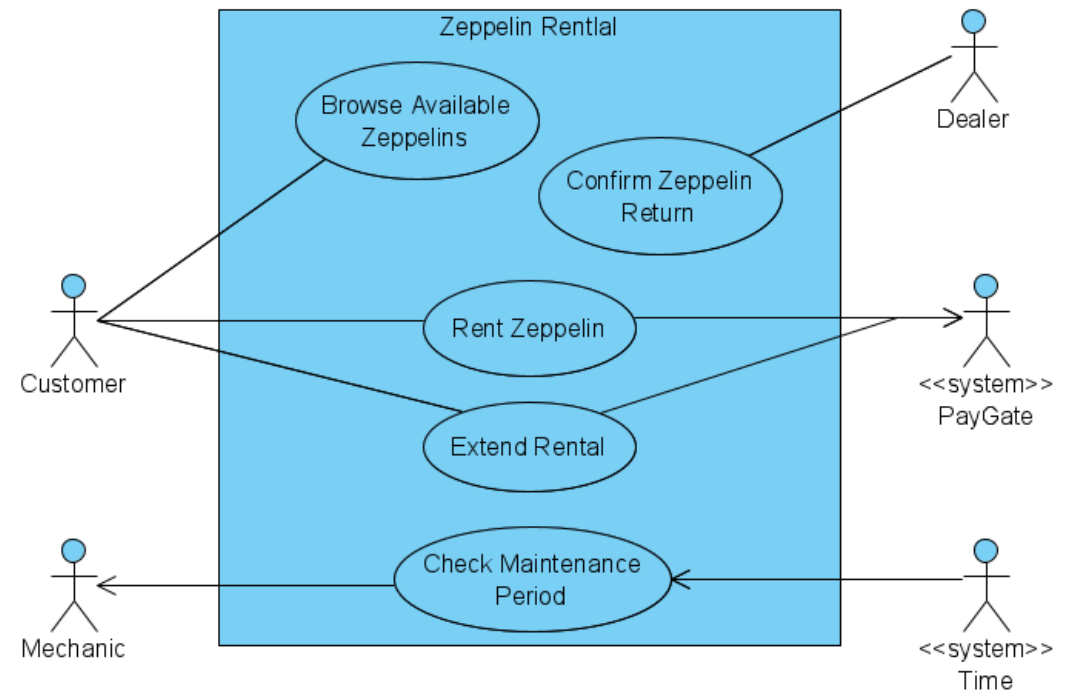 Zeppelin Rentlal
Browse Available
Zeppelins
Dealer
Confirm Zeppelin
Return
Rent Zeppelin
Customer
<<system>>
PayGate
Extend Rental
Check Maintenance
Period
Mechanic
<<system>>
Time